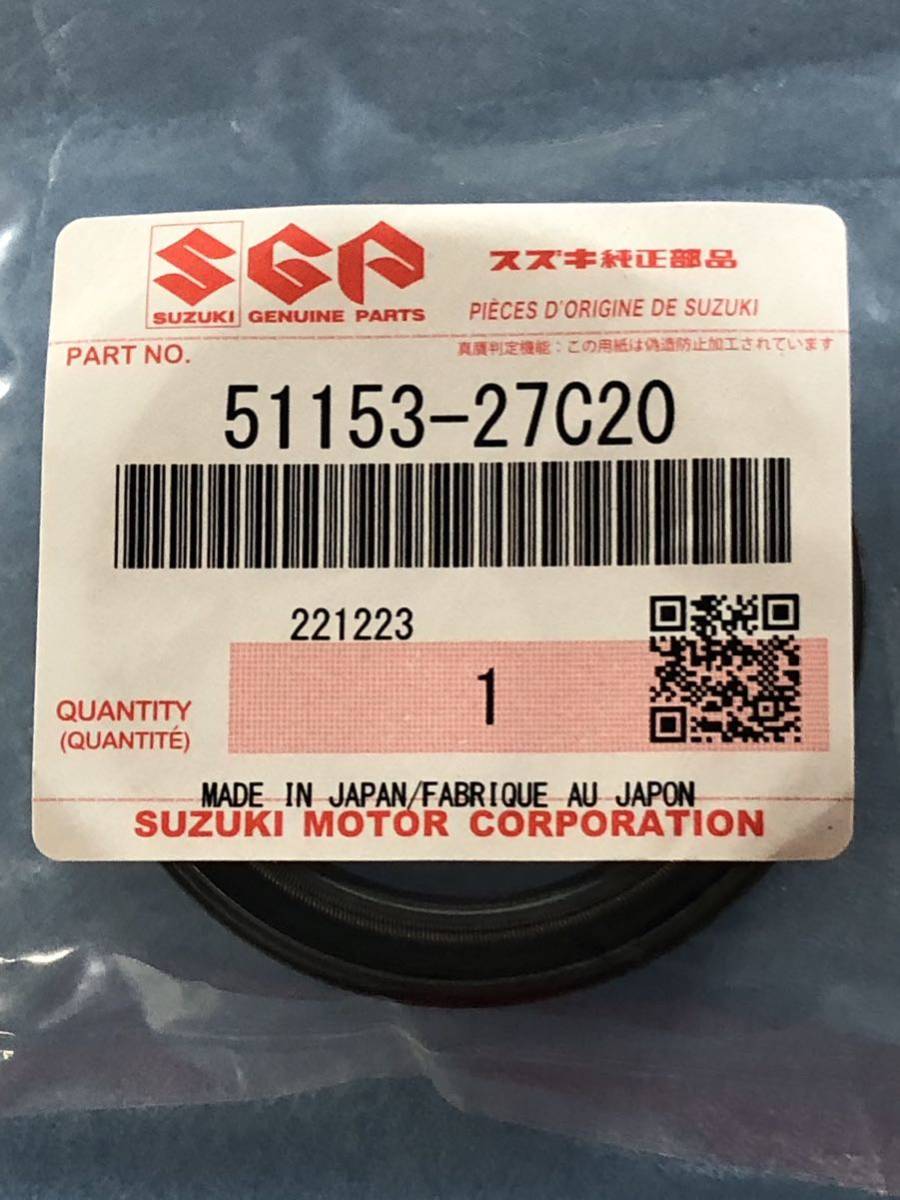 SGP スズキ純正部品
SUZUKI GENUINE PARTS PIÈCES D'ORIGINE DE SUZUKI
PART NO. 真贋判定機能：この用紙は偽造防止加工されています
51153-27C20
221223
QUANTITY 1
(QUANTITÉ)
MADE IN JAPAN/FABRIQUE AU JAPON
SUZUKI MOTOR CORPORATION